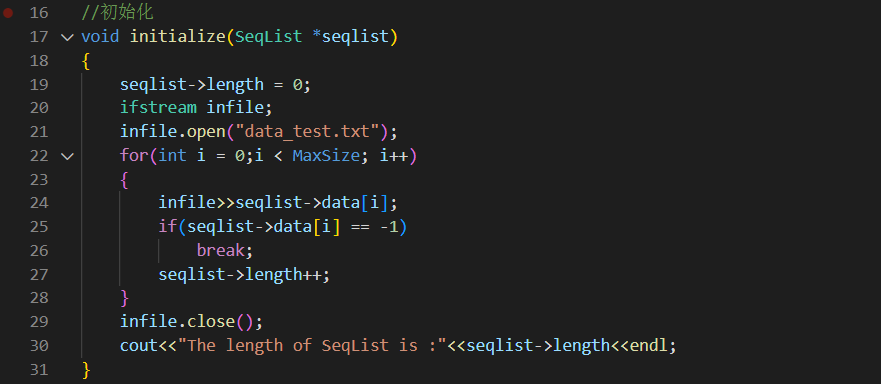 16 //初始化
17 void initialize(SeqList *seqlist)
18 {
19 seqlist->length = 0;
20 ifstream infile;
21 infile.open("data_test.txt");
22 for(int i = 0;i < MaxSize; i++)
23 {
24 infile>>seqlist->data[i];
25 if(seqlist->data[i] == -1)
26 break;
27 seqlist->length++;
28 }
29 infile.close();
30 cout<<"The length of SeqList is :"<<seqlist->length<<endl;
31 }